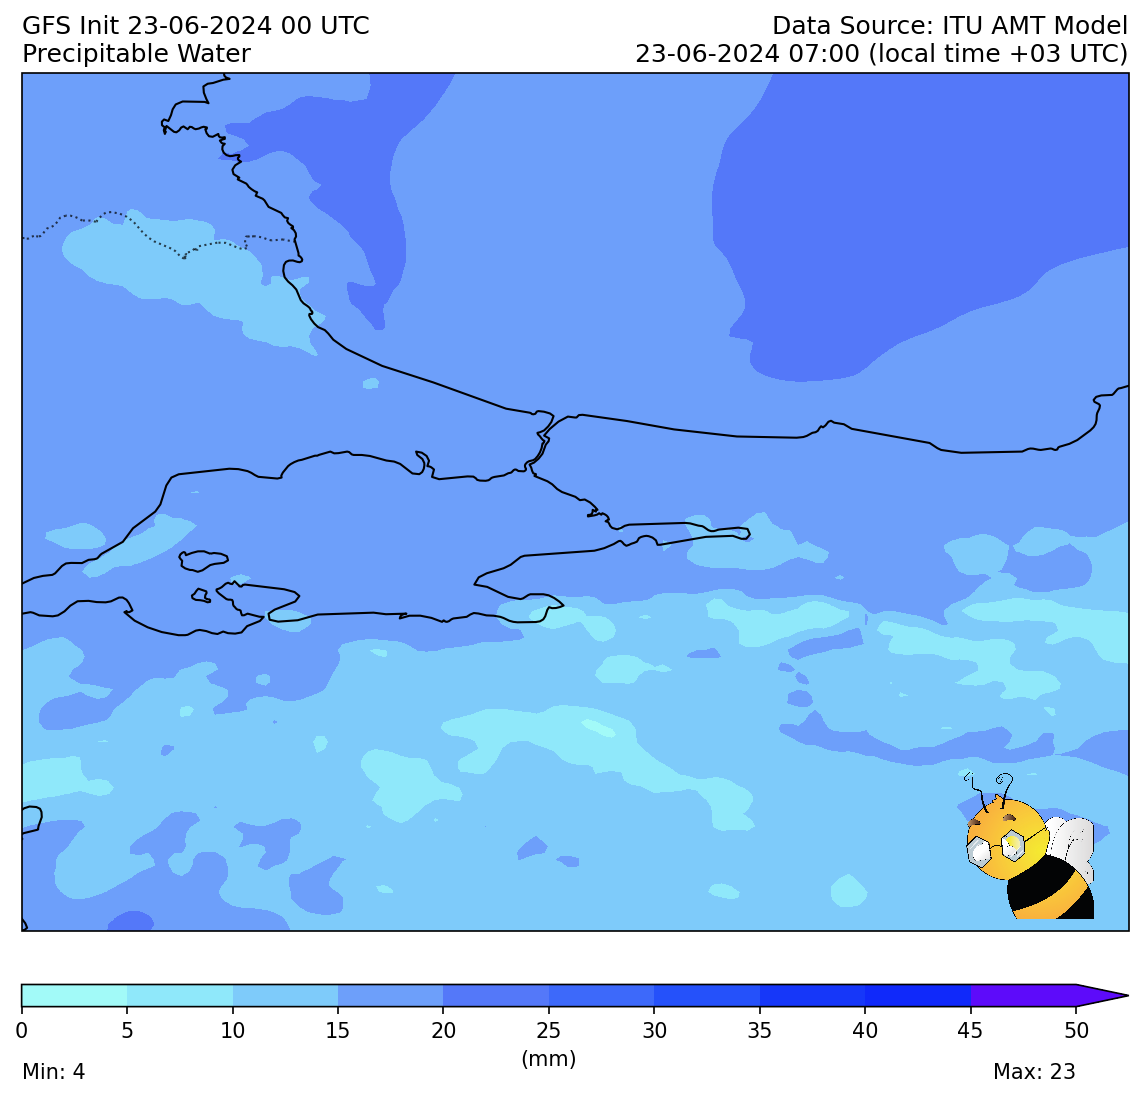 GFS Init 23-06-2024 00 UTC
Data Source: ITU AMT Model
Precipitable Water
23-06-2024 07:00 (local time +03 UTC)
0 5 10 15 20 25 30 35 40 45 50
(mm)
Min: 4
Max: 23